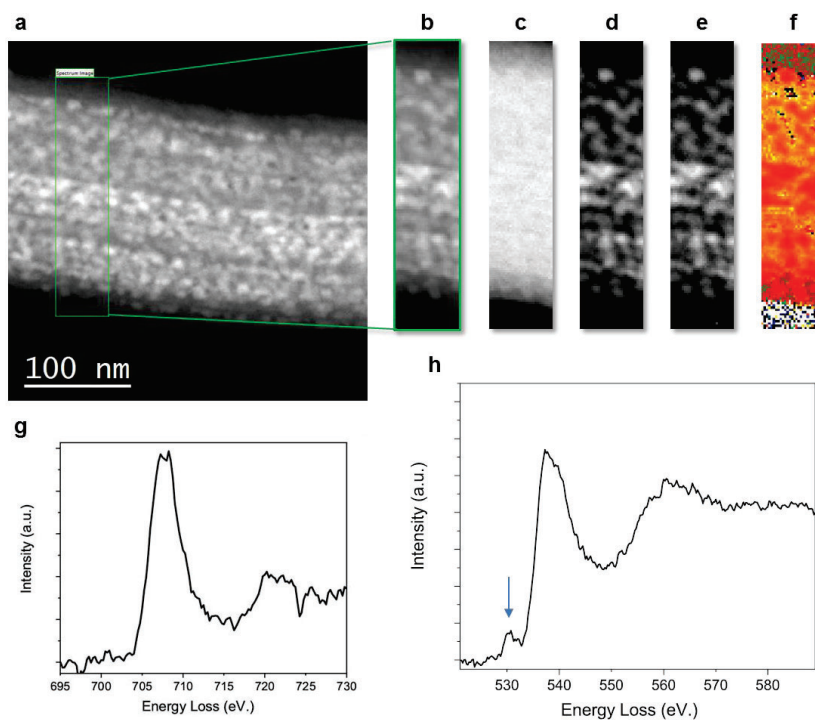 a
b
c
d
e
f
Spectrum Image
100 nm
g
h
Intensity (a.u.)
695 700 705 710 715 720 725 730
Energy Loss (eV.)
Intensity (a.u.)
530 540 550 560 570 580
Energy Loss (eV.)